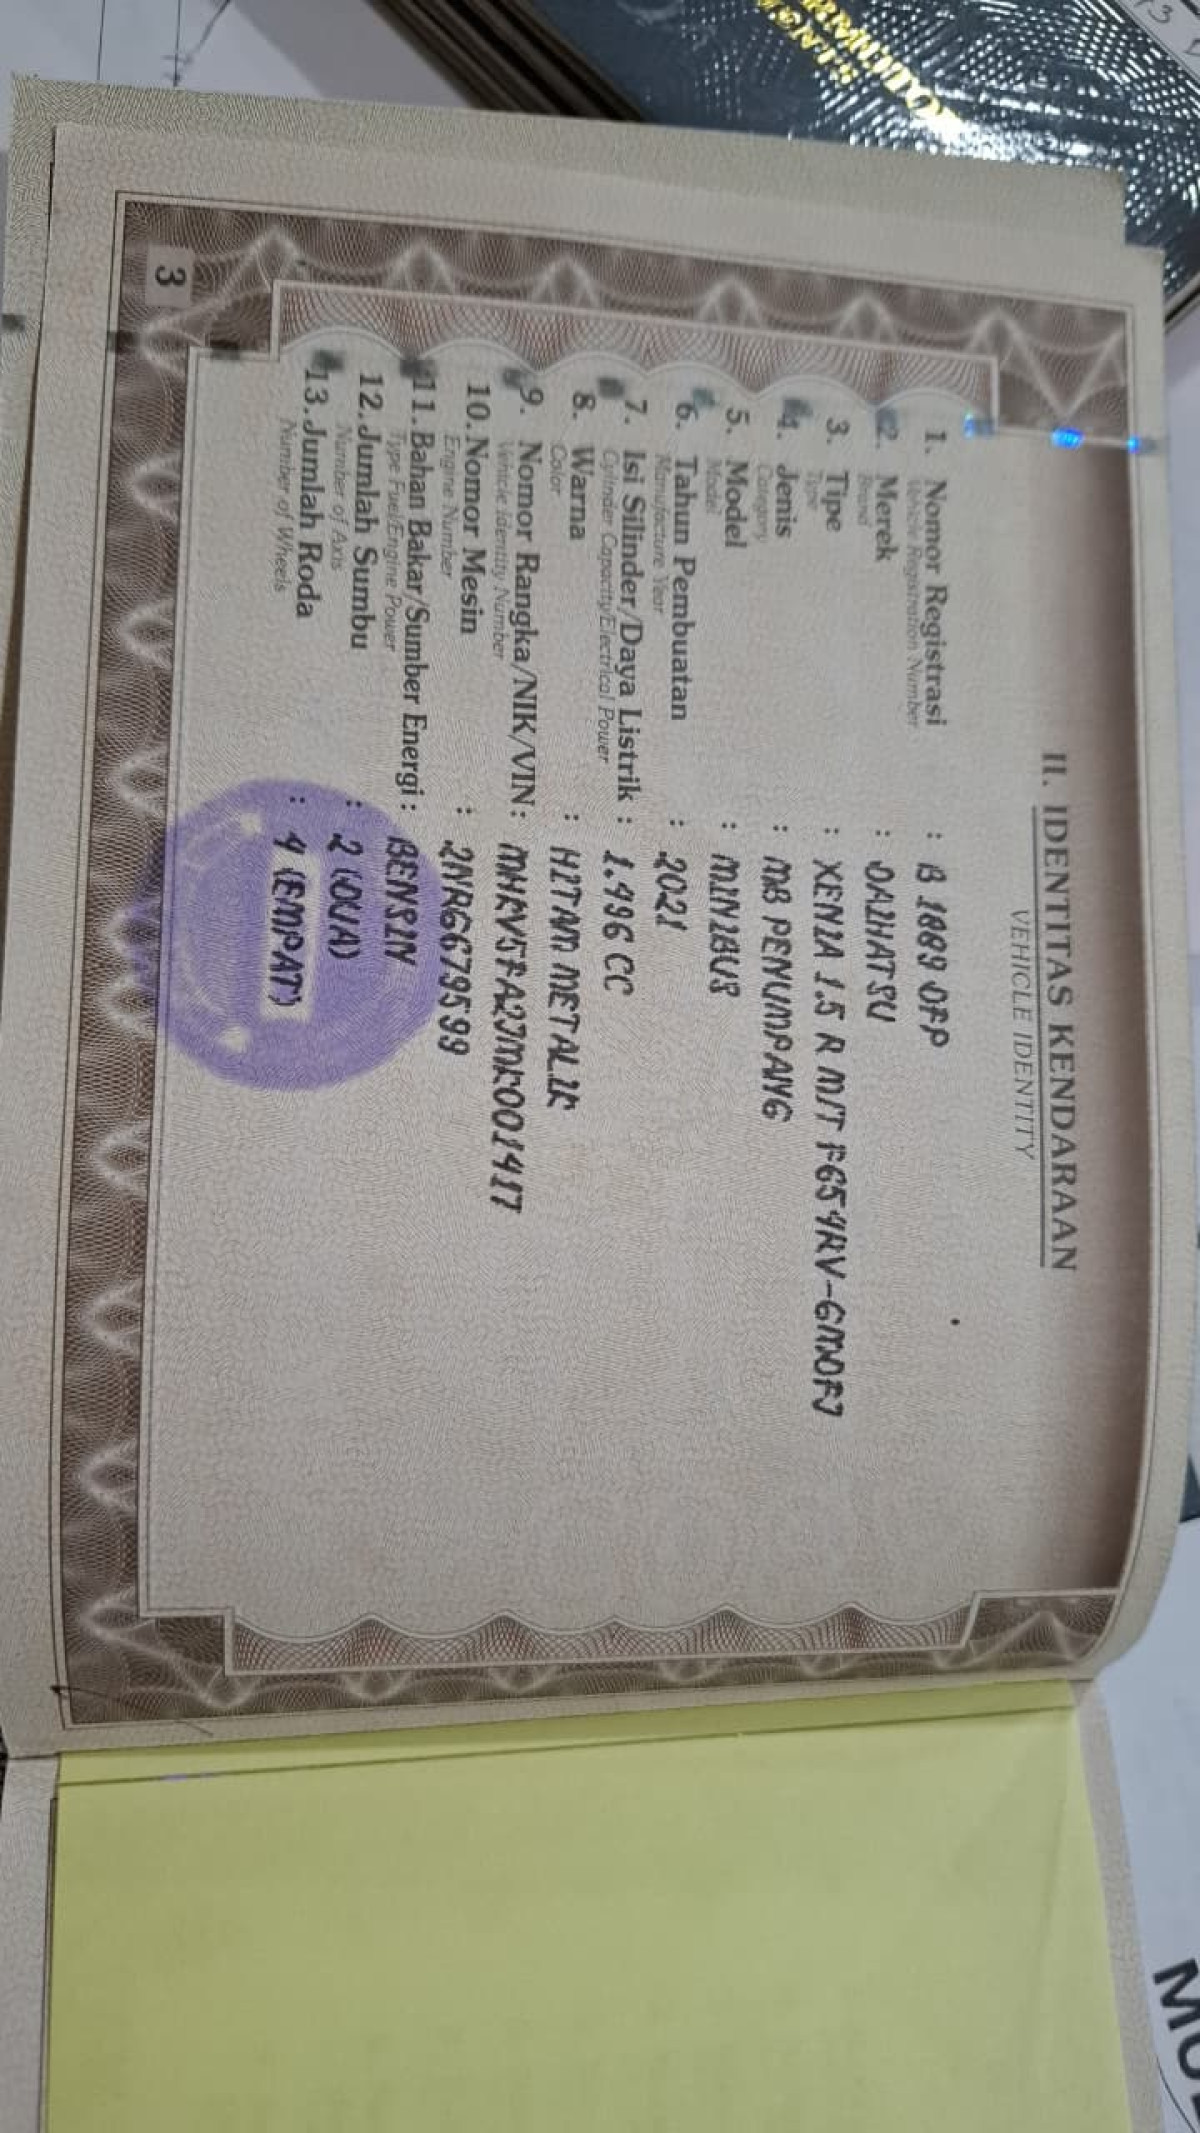 II. IDENTITAS KENDARAAN
VEHICLE IDENTITY
1. Nomor Registrasi : B 1889 DFP
Vehicle Registration Number
2. Merek : DAIHATSU
Brand
3. Tipe : XENIA 1.5 R M/T F654RV-GMDFJ
Type
4. Jenis : MB PENUMPANG
Category
5. Model : MINIBUS
Model
6. Tahun Pembuatan : 2021
Manufacture Year
7. Isi Silinder/Daya Listrik : 1.496 CC
Cylinder Capacity/Electrical Power
8. Warna : HITAM METALIK
Color
9. Nomor Rangka/NIK/VIN : MHKV5FA2JMK001417
Vehicle Identity Number
10. Nomor Mesin : 2NRG679599
Engine Number
11. Bahan Bakar/Sumber Energi : BENSIN
Type Fuel/Engine Power
12. Jumlah Sumbu : 2 (DUA)
Number of Axis
13. Jumlah Roda : 4 (EMPAT)
Number of Wheels
3